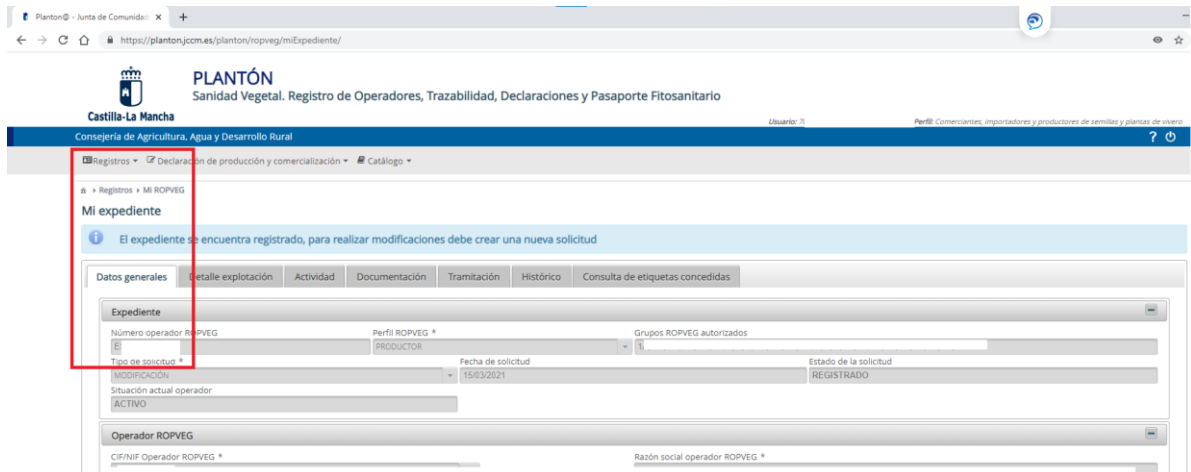 Planton@ - Junta de Comunidad
https://planton.jccm.es/planton/ropveg/miExpediente/
PLANTÓN
Sanidad Vegetal. Registro de Operadores, Trazabilidad, Declaraciones y Pasaporte Fitosanitario
Castilla-La Mancha
Usuario: 7
Perfil: Comerciantes, importadores y productores de semillas y plantas de vivero
Consejería de Agricultura, Agua y Desarrollo Rural
?
Registros Declaración de producción y comercialización Catálogo
Registros Mi ROPVEG
Mi expediente
El expediente se encuentra registrado, para realizar modificaciones debe crear una nueva solicitud
Datos generales Detalle explotación Actividad Documentación Tramitación Histórico Consulta de etiquetas concedidas
Expediente
Número operador ROPVEG Perfil ROPVEG * Grupos ROPVEG autorizados
E PRODUCTOR 1
Tipo de solicitud * Fecha de solicitud Estado de la solicitud
MODIFICACIÓN 15/03/2021 REGISTRADO
Situación actual operador
ACTIVO
Operador ROPVEG
CIF/NIF Operador ROPVEG * Razón social operador ROPVEG *